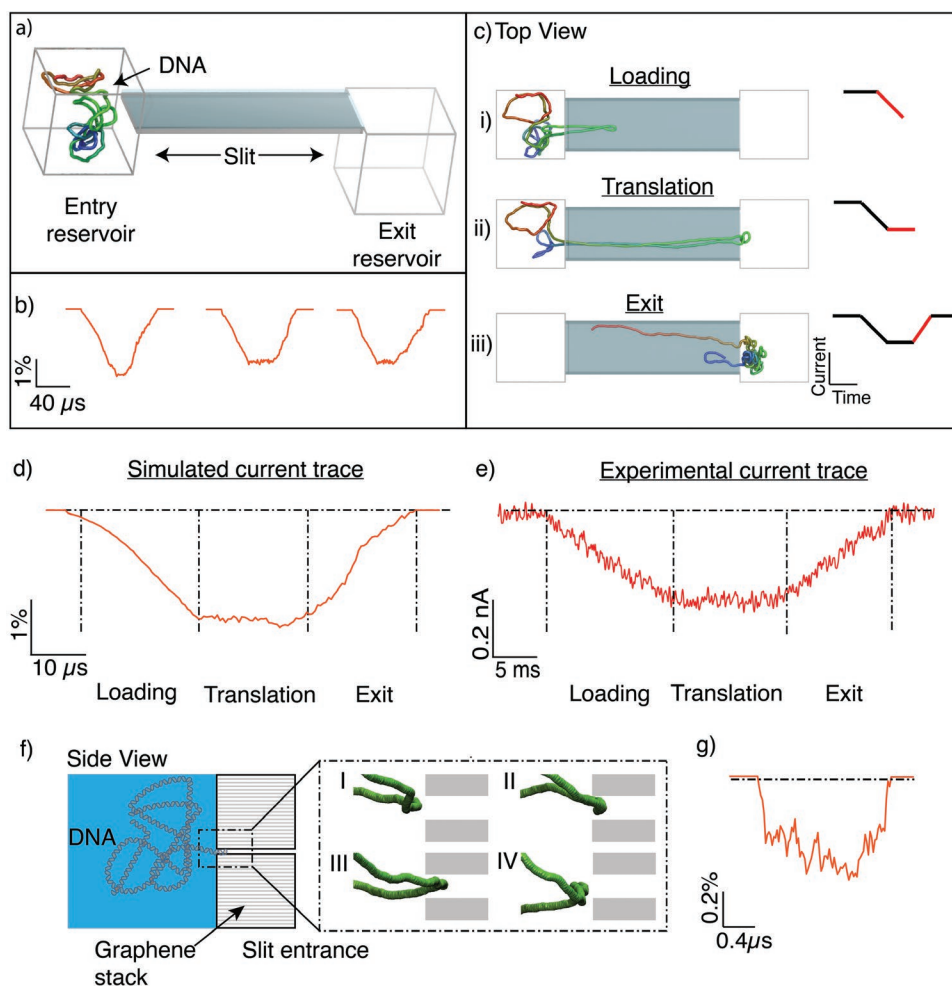 a)
DNA
Slit
Entry
reservoir
Exit
reservoir
b)
1%
40 µs
c) Top View
Loading
i)
Translation
ii)
Exit
iii)
Current
Time
d)
Simulated current trace
1%
10 µs
Loading
Translation
Exit
e)
Experimental current trace
0.2 nA
5 ms
Loading
Translation
Exit
f)
Side View
DNA
Graphene
stack
Slit entrance
I
II
III
IV
g)
0.2%
0.4µs